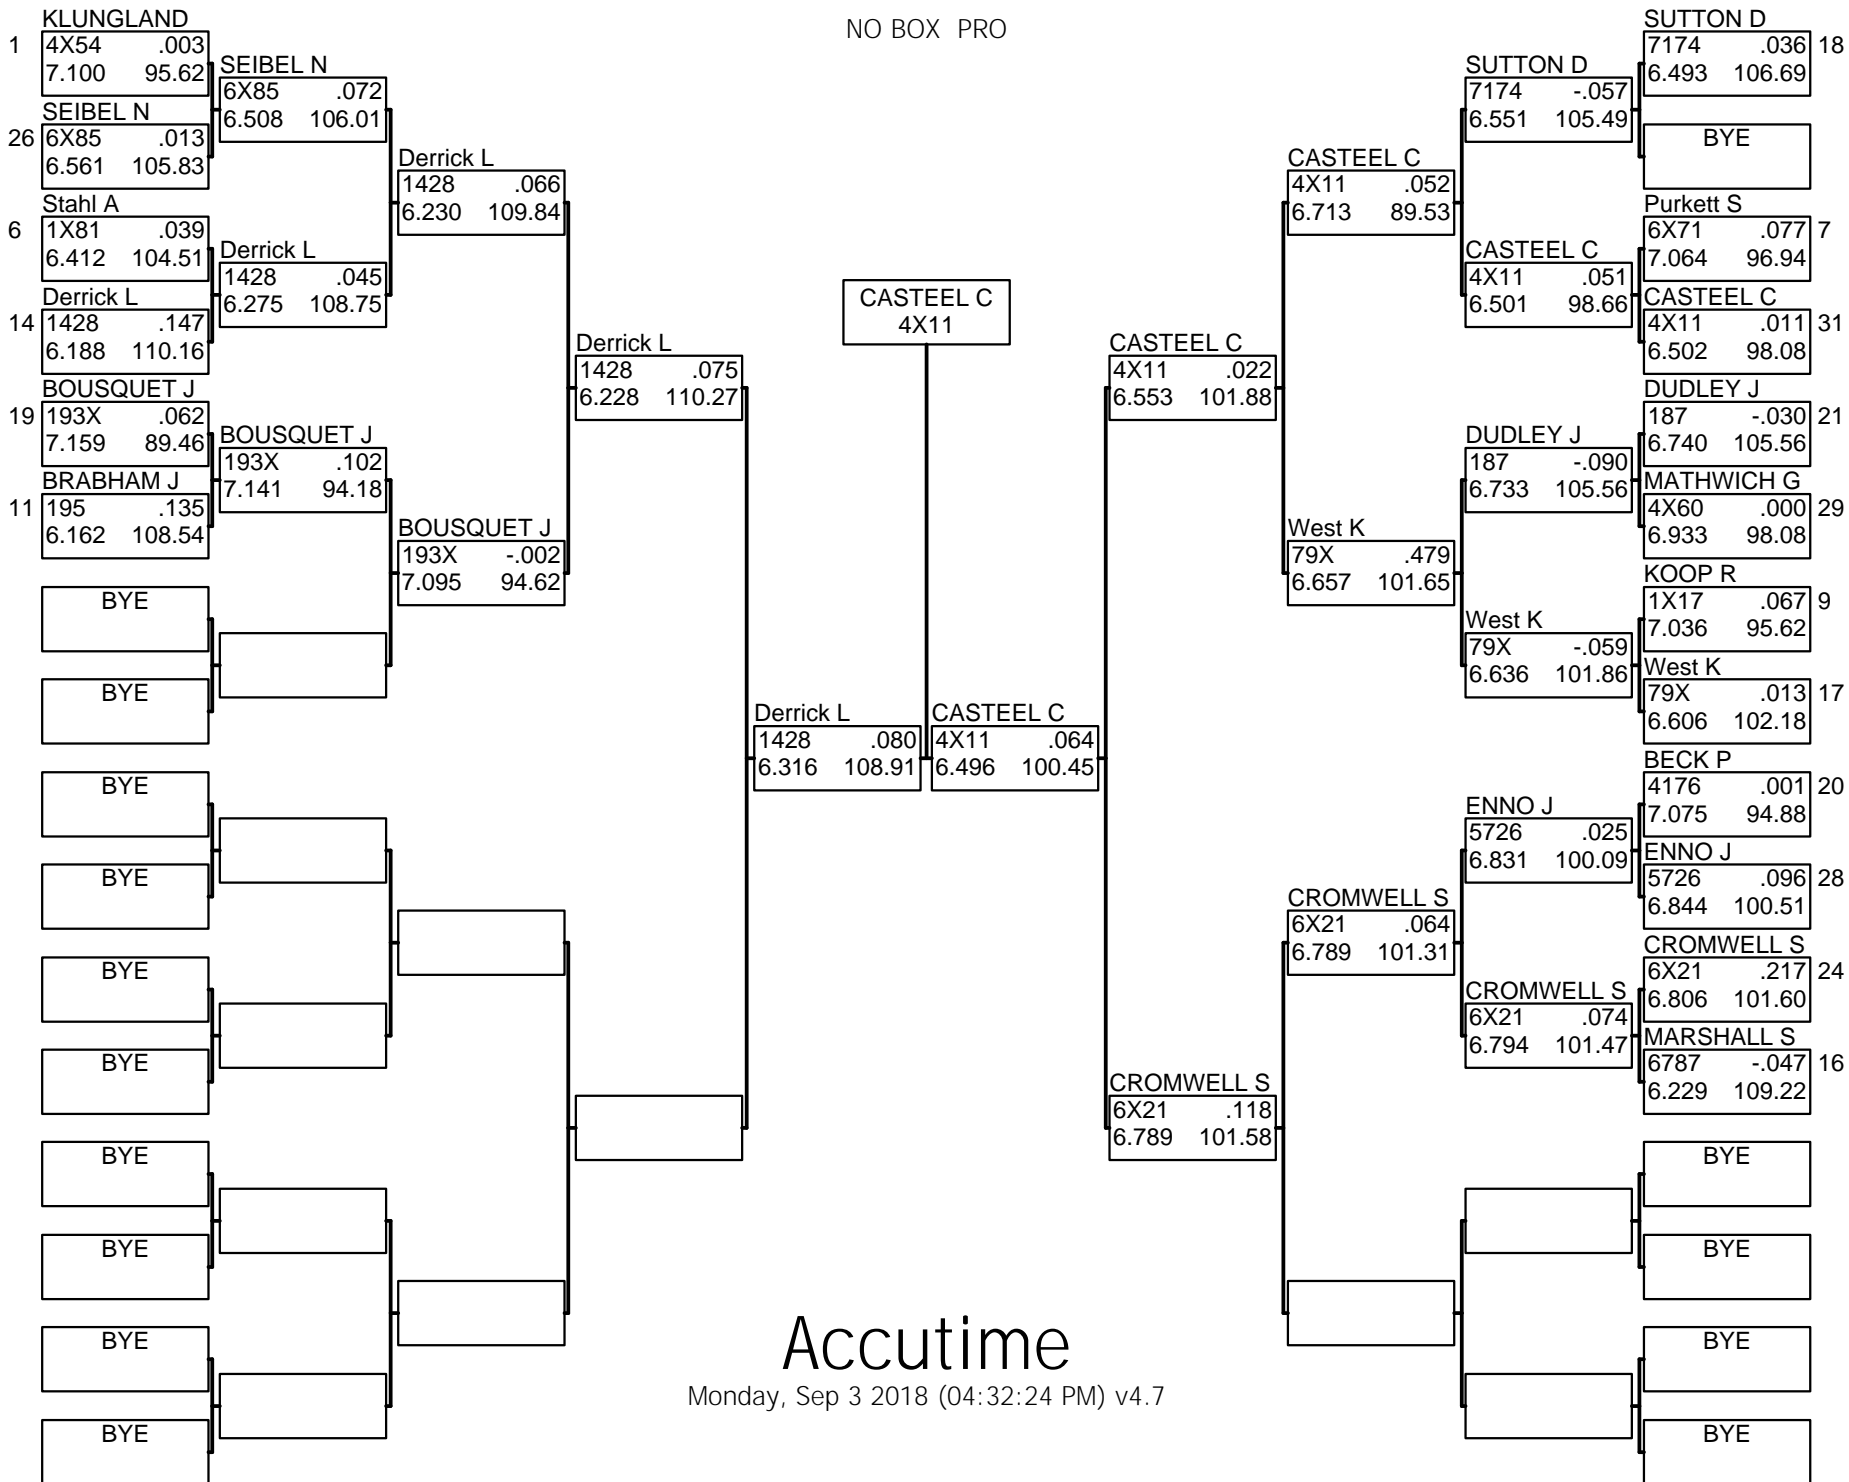 NO BOX PRO
KLUNGLAND
1 4X54 .003
7.100 95.62
SEIBEL N
26 6X85 .013
6.561 105.83
Stahl A
6 1X81 .039
6.412 104.51
Derrick L
14 1428 .147
6.188 110.16
BOUSQUET J
19 193X .062
7.159 89.46
BRABHAM J
11 195 .135
6.162 108.54
BYE
BYE
BYE
BYE
BYE
BYE
BYE
BYE
BYE
BYE
SEIBEL N
6X85 .072
6.508 106.01
Derrick L
1428 .045
6.275 108.75
BOUSQUET J
193X .102
7.141 94.18
Derrick L
1428 .066
6.230 109.84
BOUSQUET J
193X -.002
7.095 94.62
Derrick L
1428 .075
6.228 110.27
Derrick L
1428 .080
6.316 108.91
CASTEEL C
4X11
CASTEEL C
4X11 .064
6.496 100.45
CASTEEL C
4X11 .022
6.553 101.88
CROMWELL S
6X21 .118
6.789 101.58
CASTEEL C
4X11 .052
6.713 89.53
West K
79X .479
6.657 101.65
CROMWELL S
6X21 .064
6.789 101.31
SUTTON D
7174 -.057
6.551 105.49
CASTEEL C
4X11 .051
6.501 98.66
DUDLEY J
187 -.090
6.733 105.56
West K
79X -.059
6.636 101.86
ENNO J
5726 .025
6.831 100.09
CROMWELL S
6X21 .074
6.794 101.47
SUTTON D
7174 .036 18
6.493 106.69
BYE
Purkett S
6X71 .077 7
7.064 96.94
CASTEEL C
4X11 .011 31
6.502 98.08
DUDLEY J
187 -.030 21
6.740 105.56
MATHWICH G
4X60 .000 29
6.933 98.08
KOOP R
1X17 .067 9
7.036 95.62
West K
79X .013 17
6.606 102.18
BECK P
4176 .001 20
7.075 94.88
ENNO J
5726 .096 28
6.844 100.51
CROMWELL S
6X21 .217 24
6.806 101.60
MARSHALL S
6787 -.047 16
6.229 109.22
BYE
BYE
BYE
BYE
Accutime
Monday, Sep 3 2018 (04:32:24 PM) v4.7